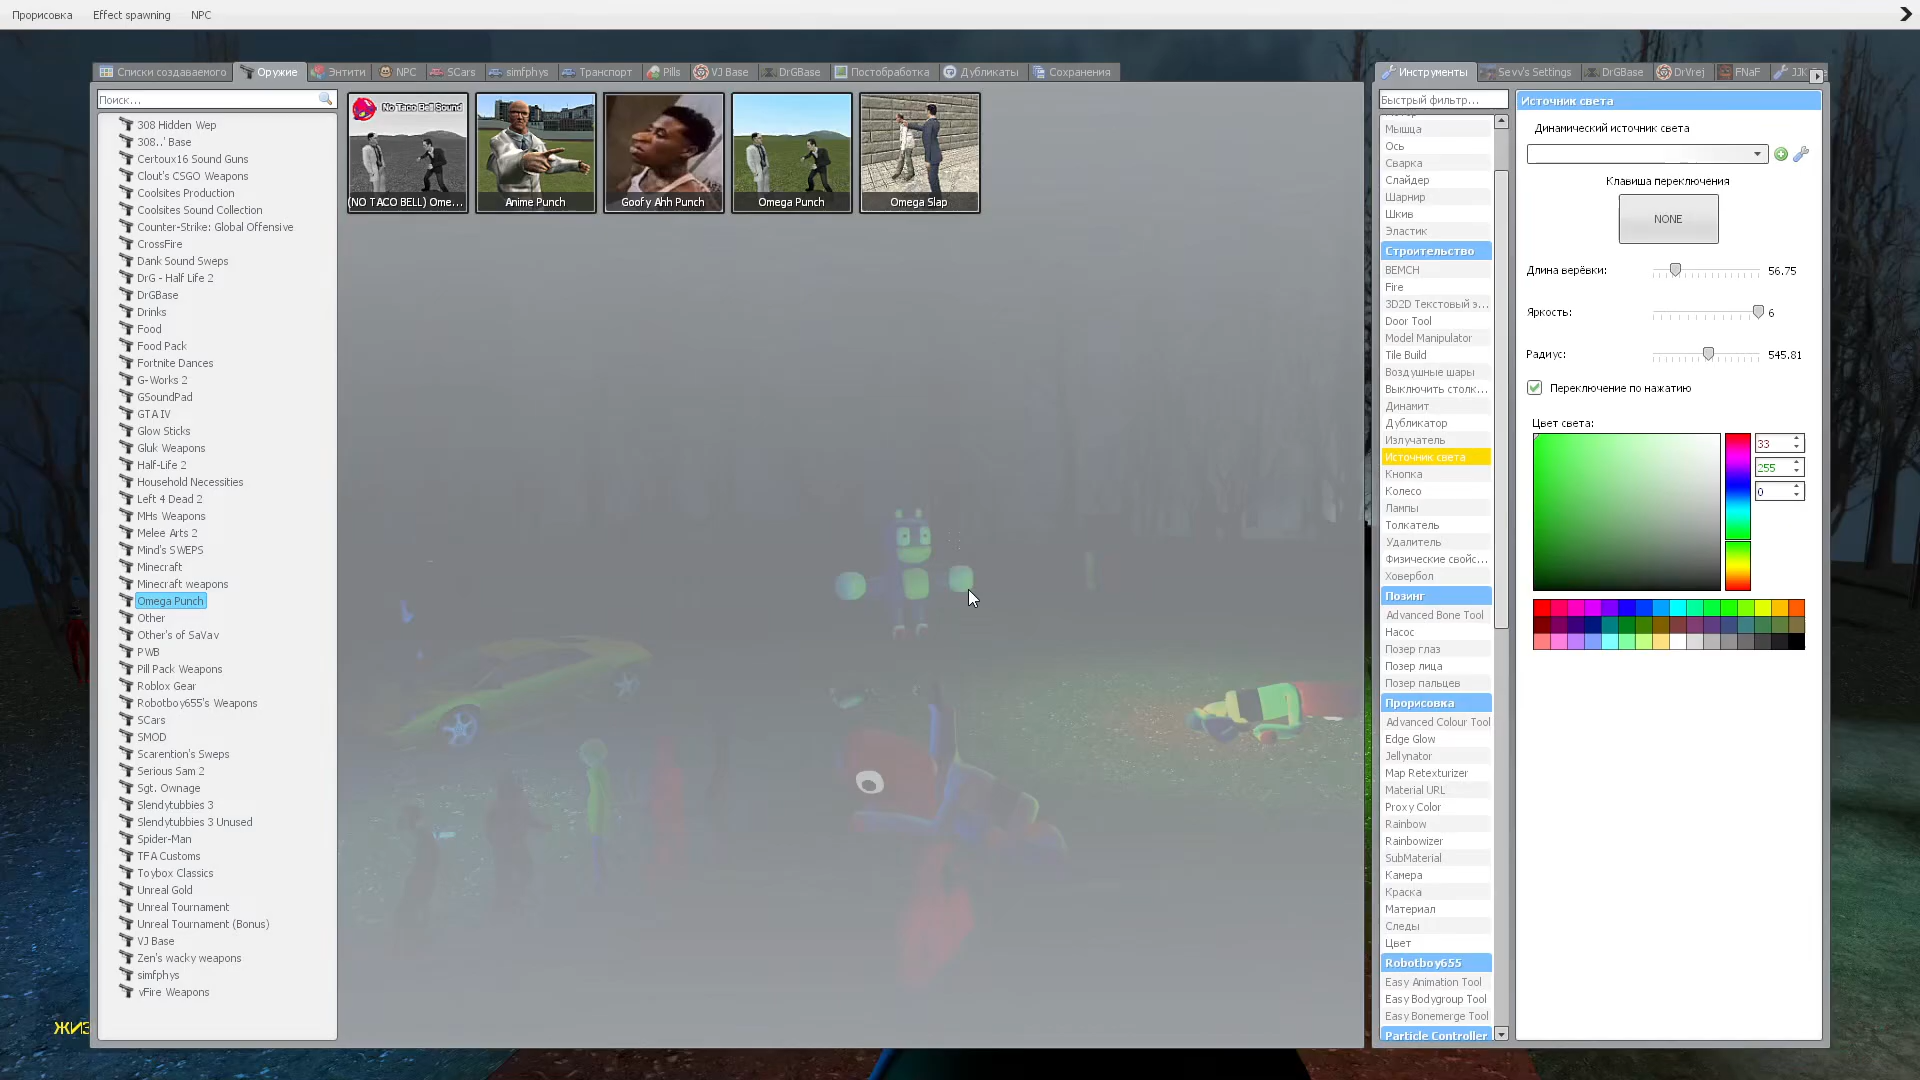 Прорисовка
Effect spawning
NPC
Списки создаваемого
Оружие
Энтити
NPC
SCars
simfphys
Транспорт
Pills
VJ Base
DrGBase
Постобработка
Дубликаты
Сохранения
Поиск...
308 Hidden Wep
308..' Base
Certoux16 Sound Guns
Clout's CSGO Weapons
Coolsites Production
Coolsites Sound Collection
Counter-Strike: Global Offensive
CrossFire
Dank Sound Sweps
DrG - Half Life 2
DrGBase
Drinks
Food
Food Pack
Fortnite Dances
G-Works 2
GSoundPad
GTA IV
Glow Sticks
Gluk Weapons
Half-Life 2
Household Necessities
Left 4 Dead 2
MHs Weapons
Melee Arts 2
Mind's SWEPS
Minecraft
Minecraft weapons
Omega Punch
Other
Other's of SaVav
PWB
Pill Pack Weapons
Roblox Gear
Robotboy655's Weapons
SCars
SMOD
Scarention's Sweps
Serious Sam 2
Sgt. Ownage
Slendytubbies 3
Slendytubbies 3 Unused
Spider-Man
TFA Customs
Toybox Classics
Unreal Gold
Unreal Tournament
Unreal Tournament (Bonus)
VJ Base
Zen's wacky weapons
simfphys
vFire Weapons
No Taco Bell Sound
(NO TACO BELL) Ome...
Anime Punch
Goofy Ahh Punch
Omega Punch
Omega Slap
Инструменты
Sevv's Settings
DrGBase
DrVrej
FNaF
Быстрый фильтр...
Мышца
Ось
Сварка
Слайдер
Шарнир
Шкив
Эластик
Строительство
BEMCH
Fire
3D2D Текстовый э...
Door Tool
Model Manipulator
Tile Build
Воздушные шары
Выключить столк...
Динамит
Дубликатор
Излучатель
Источник света
Кнопка
Колесо
Лампы
Толкатель
Удалитель
Физические свойс...
Ховербол
Позинг
Advanced Bone Tool
Насос
Позер глаз
Позер лица
Позер пальцев
Прорисовка
Advanced Colour Tool
Edge Glow
Jellynator
Map Retexturizer
Material URL
Proxy Color
Rainbow
Rainbowizer
SubMaterial
Камера
Краска
Материал
Следы
Цвет
Robotboy655
Easy Animation Tool
Easy Bodygroup Tool
Easy Bonemerge Tool
Particle Controller
Источник света
Динамический источник света
Клавиша переключения
NONE
Длина верёвки: 56.75
Яркость: 6
Радиус: 545.81
Переключение по нажатию
Цвет света:
33
255
0
ЖИЗ